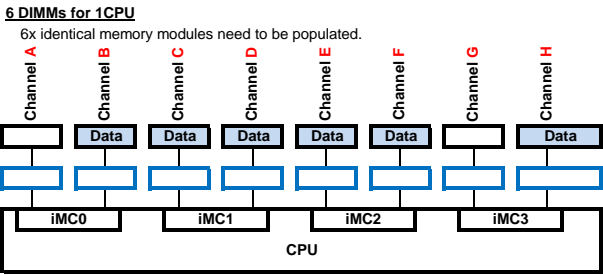 6 DIMMs for 1CPU
6x identical memory modules need to be populated.
Channel A Channel B Channel C Channel D Channel E Channel F Channel G Channel H
Data Data Data Data Data Data
iMC0 iMC1 iMC2 iMC3
CPU